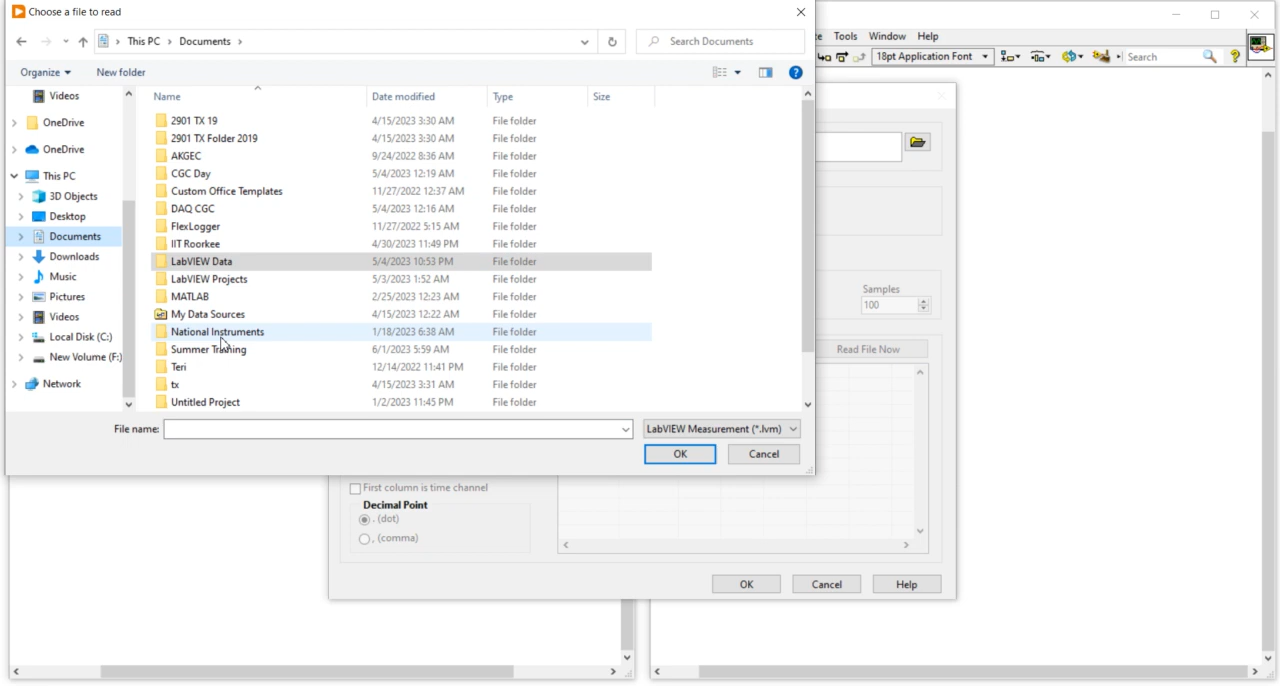 Choose a file to read
This PC Documents
Search Documents
Organize New folder
Videos
OneDrive
OneDrive
This PC
3D Objects
Desktop
Documents
Downloads
Music
Pictures
Videos
Local Disk (C:)
New Volume (F:)
Network
Name Date modified Type Size
2901 TX 19 4/15/2023 3:30 AM File folder
2901 TX Folder 2019 4/15/2023 3:30 AM File folder
AKGEC 9/24/2022 8:36 AM File folder
CGC Day 5/4/2023 12:19 AM File folder
Custom Office Templates 11/27/2022 12:37 AM File folder
DAQ CGC 5/4/2023 12:16 AM File folder
FlexLogger 11/27/2022 5:15 AM File folder
IIT Roorkee 4/30/2023 11:49 PM File folder
LabVIEW Data 5/4/2023 10:53 PM File folder
LabVIEW Projects 5/3/2023 1:52 AM File folder
MATLAB 2/25/2023 12:23 AM File folder
My Data Sources 4/15/2023 12:22 AM File folder
National Instruments 1/18/2023 6:38 AM File folder
Summer Training 6/1/2023 5:59 AM File folder
Teri 12/14/2022 11:41 PM File folder
tx 4/15/2023 3:31 AM File folder
Untitled Project 1/2/2023 11:45 PM File folder
File name: LabVIEW Measurement (*.lvm)
OK Cancel
te Tools Window Help
18pt Application Font Search
Samples
100
Read File Now
First column is time channel
Decimal Point
. (dot)
, (comma)
OK Cancel Help